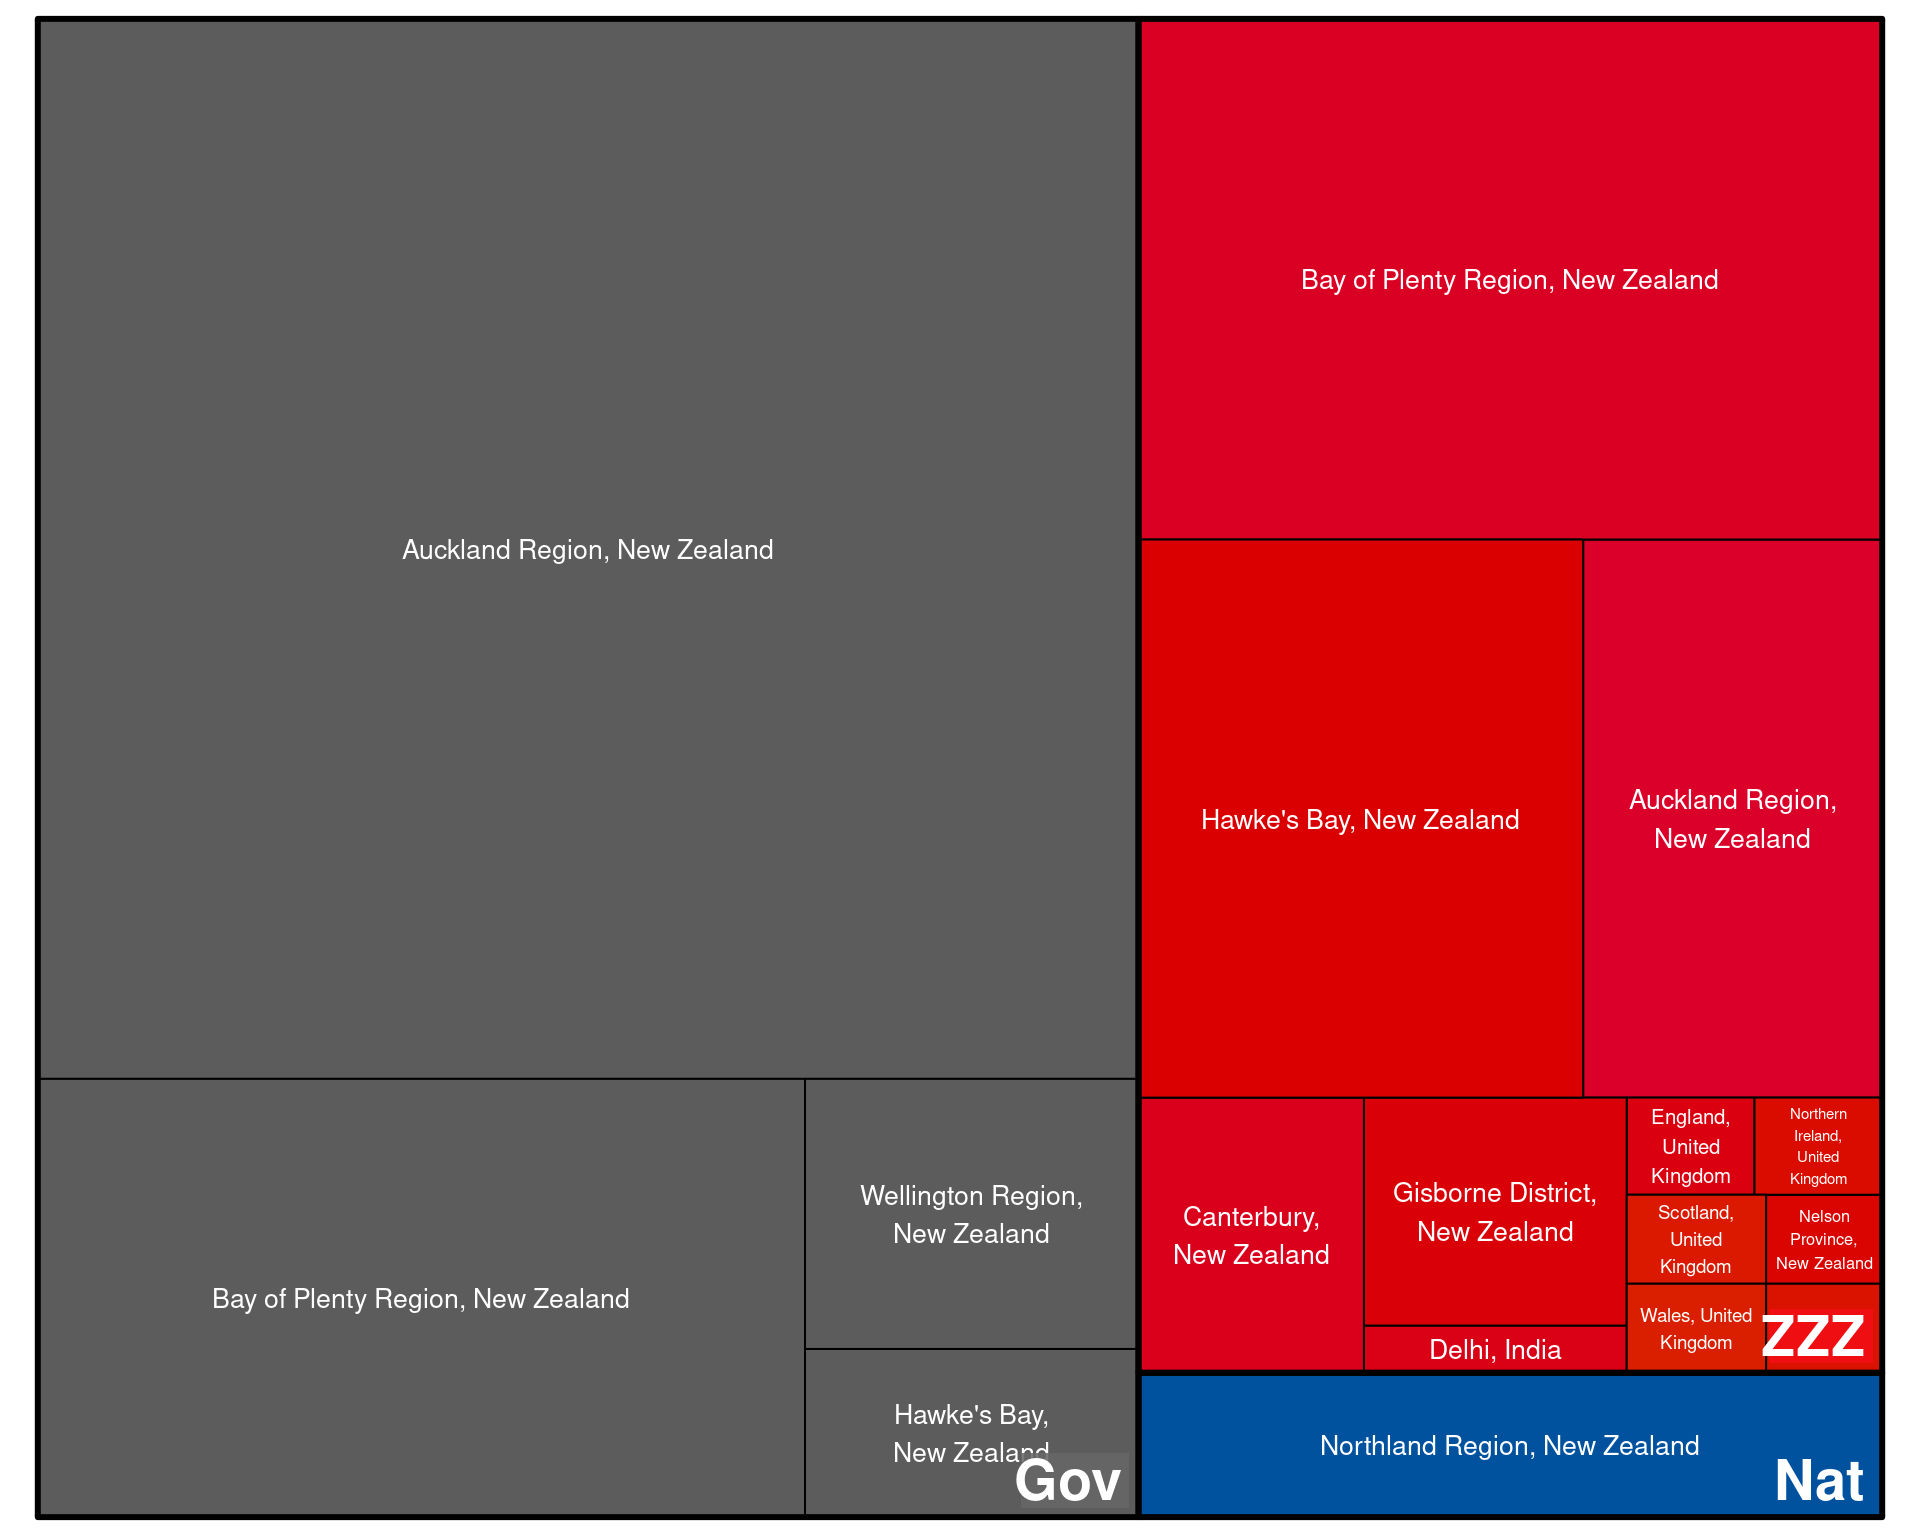 Auckland Region, New Zealand
Bay of Plenty Region, New Zealand
Wellington Region,
New Zealand
Hawke's Bay,
New Zealand
Gov
Bay of Plenty Region, New Zealand
Hawke's Bay, New Zealand
Auckland Region,
New Zealand
Canterbury,
New Zealand
Gisborne District,
New Zealand
Delhi, India
England,
United
Kingdom
Northern
Ireland,
United
Kingdom
Scotland,
United
Kingdom
Nelson
Province,
New Zealand
Wales, United
Kingdom
ZZZ
Northland Region, New Zealand
Nat